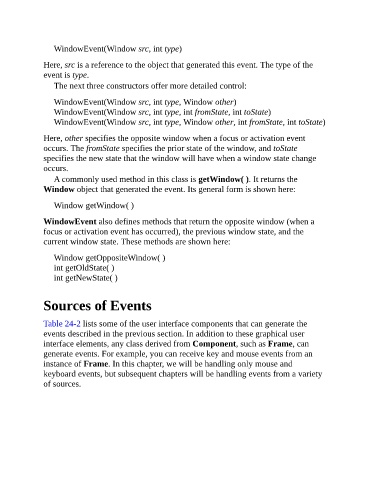 WindowEvent(Window src, int type)
Here, src is a reference to the object that generated this event. The type of the
event is type.
The next three constructors offer more detailed control:
WindowEvent(Window src, int type, Window other)
WindowEvent(Window src, int type, int fromState, int toState)
WindowEvent(Window src, int type, Window other, int fromState, int toState)
Here, other specifies the opposite window when a focus or activation event
occurs. The fromState specifies the prior state of the window, and toState
specifies the new state that the window will have when a window state change
occurs.
A commonly used method in this class is getWindow( ). It returns the
Window object that generated the event. Its general form is shown here:
Window getWindow( )
WindowEvent also defines methods that return the opposite window (when a
focus or activation event has occurred), the previous window state, and the
current window state. These methods are shown here:
Window getOppositeWindow( )
int getOldState( )
int getNewState( )
Sources of Events
Table 24-2 lists some of the user interface components that can generate the
events described in the previous section. In addition to these graphical user
interface elements, any class derived from Component, such as Frame, can
generate events. For example, you can receive key and mouse events from an
instance of Frame. In this chapter, we will be handling only mouse and
keyboard events, but subsequent chapters will be handling events from a variety
of sources.